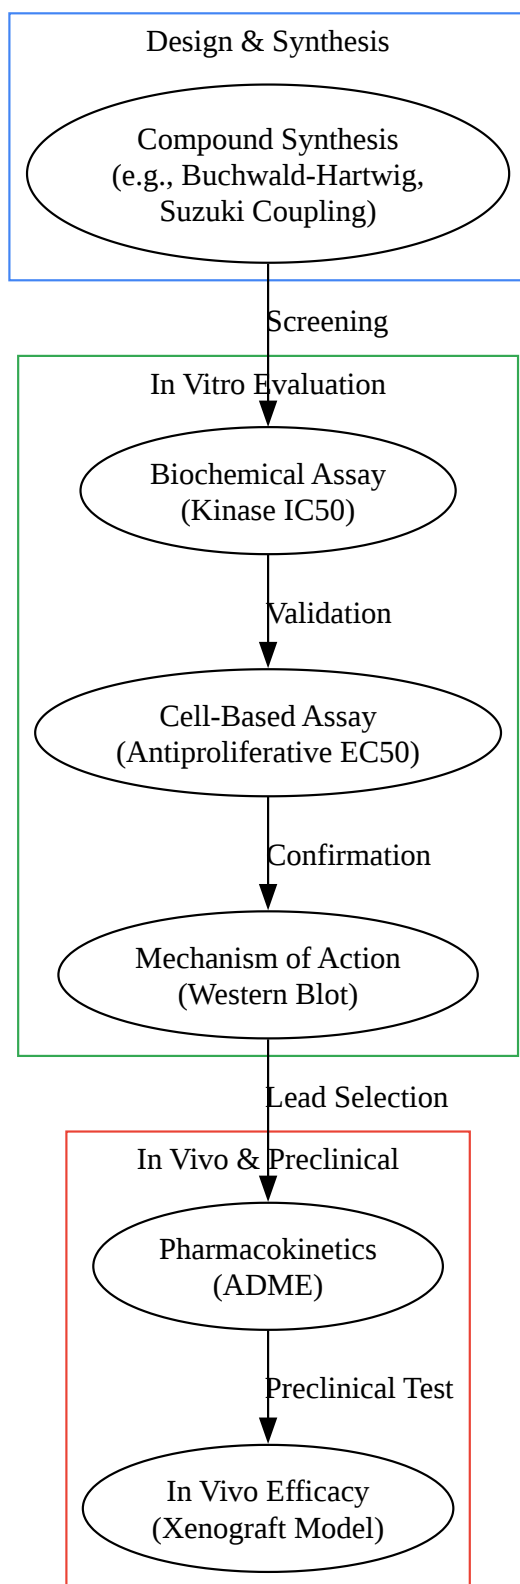 Design & Synthesis
Compound Synthesis
(e.g., Buchwald-Hartwig,
Suzuki Coupling)
Screening
In Vitro Evaluation
Biochemical Assay
(Kinase IC50)
Validation
Cell-Based Assay
(Antiproliferative EC50)
Confirmation
Mechanism of Action
(Western Blot)
Lead Selection
In Vivo & Preclinical
Pharmacokinetics
(ADME)
Preclinical Test
In Vivo Efficacy
(Xenograft Model)